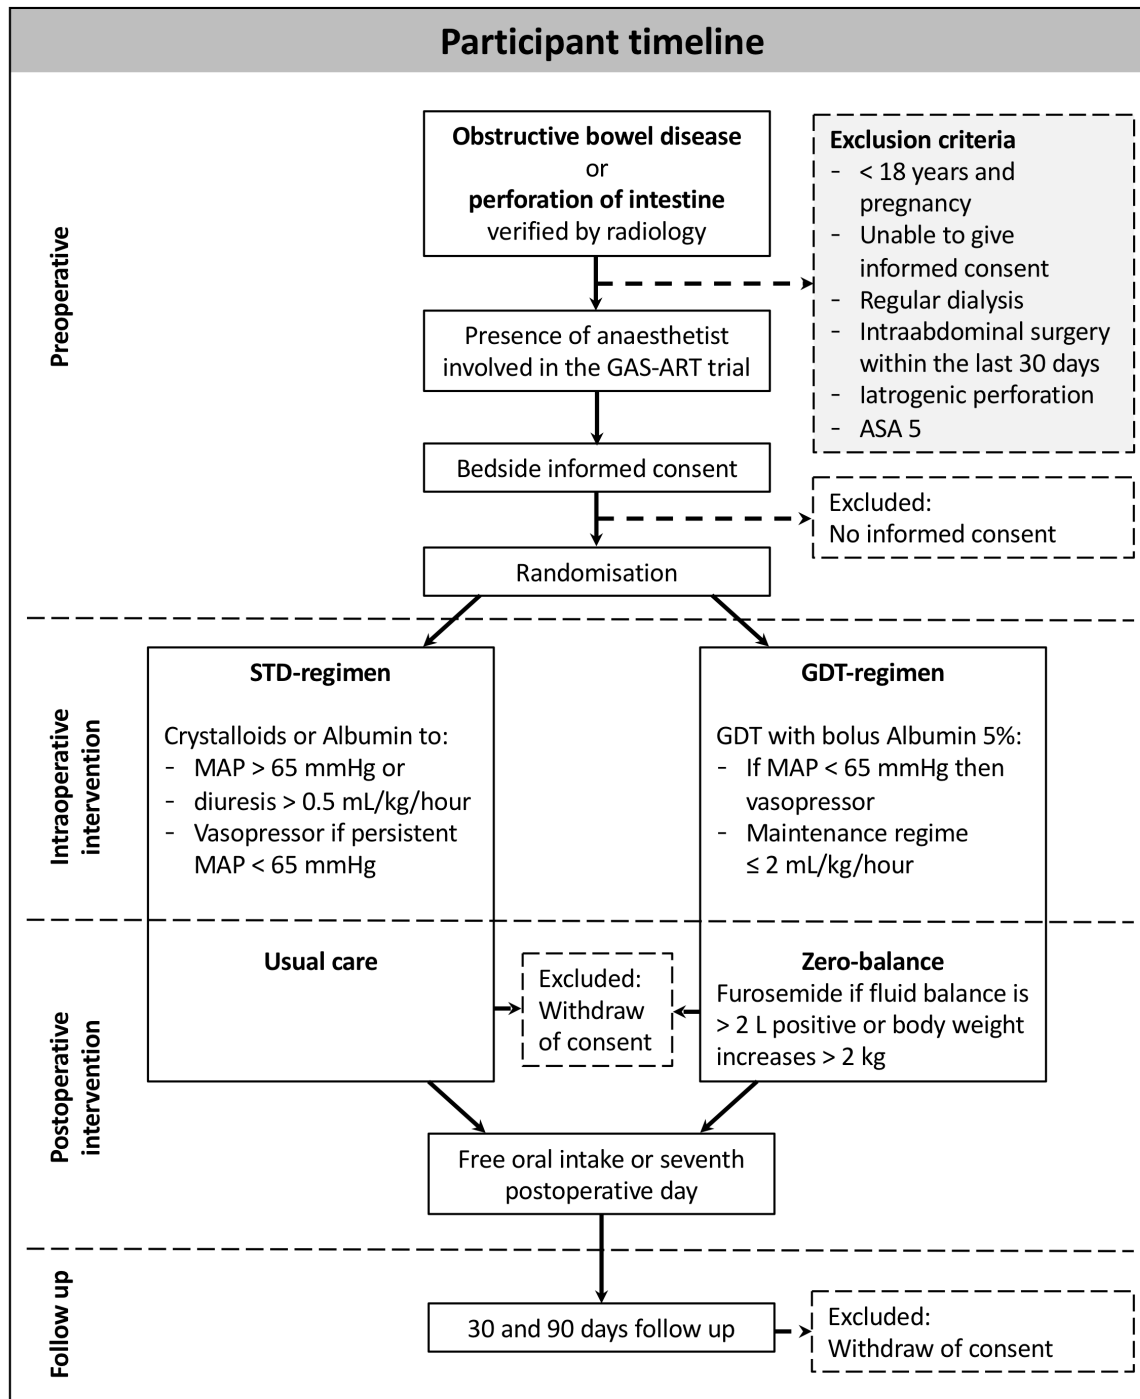 Participant timeline
Preoperative
Obstructive bowel disease
or
perforation of intestine
verified by radiology
Exclusion criteria
- < 18 years and
pregnancy
- Unable to give
informed consent
- Regular dialysis
- Intraabdominal surgery
within the last 30 days
- Iatrogenic perforation
- ASA 5
Presence of anaesthetist
involved in the GAS-ART trial
Bedside informed consent
Excluded:
No informed consent
Randomisation
Intraoperative
intervention
STD-regimen
Crystalloids or Albumin to:
- MAP > 65 mmHg or
- diuresis > 0.5 mL/kg/hour
- Vasopressor if persistent
MAP < 65 mmHg
GDT-regimen
GDT with bolus Albumin 5%:
- If MAP < 65 mmHg then
vasopressor
- Maintenance regime
≤ 2 mL/kg/hour
Postoperative
intervention
Usual care
Excluded:
Withdraw
of consent
Zero-balance
Furosemide if fluid balance is
> 2 L positive or body weight
increases > 2 kg
Free oral intake or seventh
postoperative day
Follow up
30 and 90 days follow up
Excluded:
Withdraw of consent